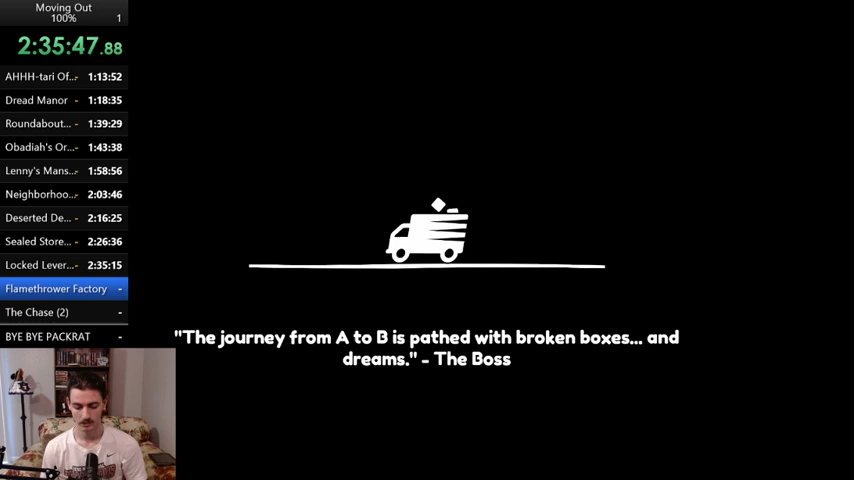 Moving Out
100% 1
2:35:47.88
AHHH-tari Of... - 1:13:52
Dread Manor - 1:18:35
Roundabout... - 1:39:29
Obadiah's Or... - 1:43:38
Lenny's Mans... - 1:58:56
Neighborhoo... - 2:03:46
Deserted De... - 2:16:25
Sealed Store... - 2:26:36
Locked Lever... - 2:35:15
Flamethrower Factory -
The Chase (2) -
BYE BYE PACKRAT -
"The journey from A to B is pathed with broken boxes... and
dreams." - The Boss